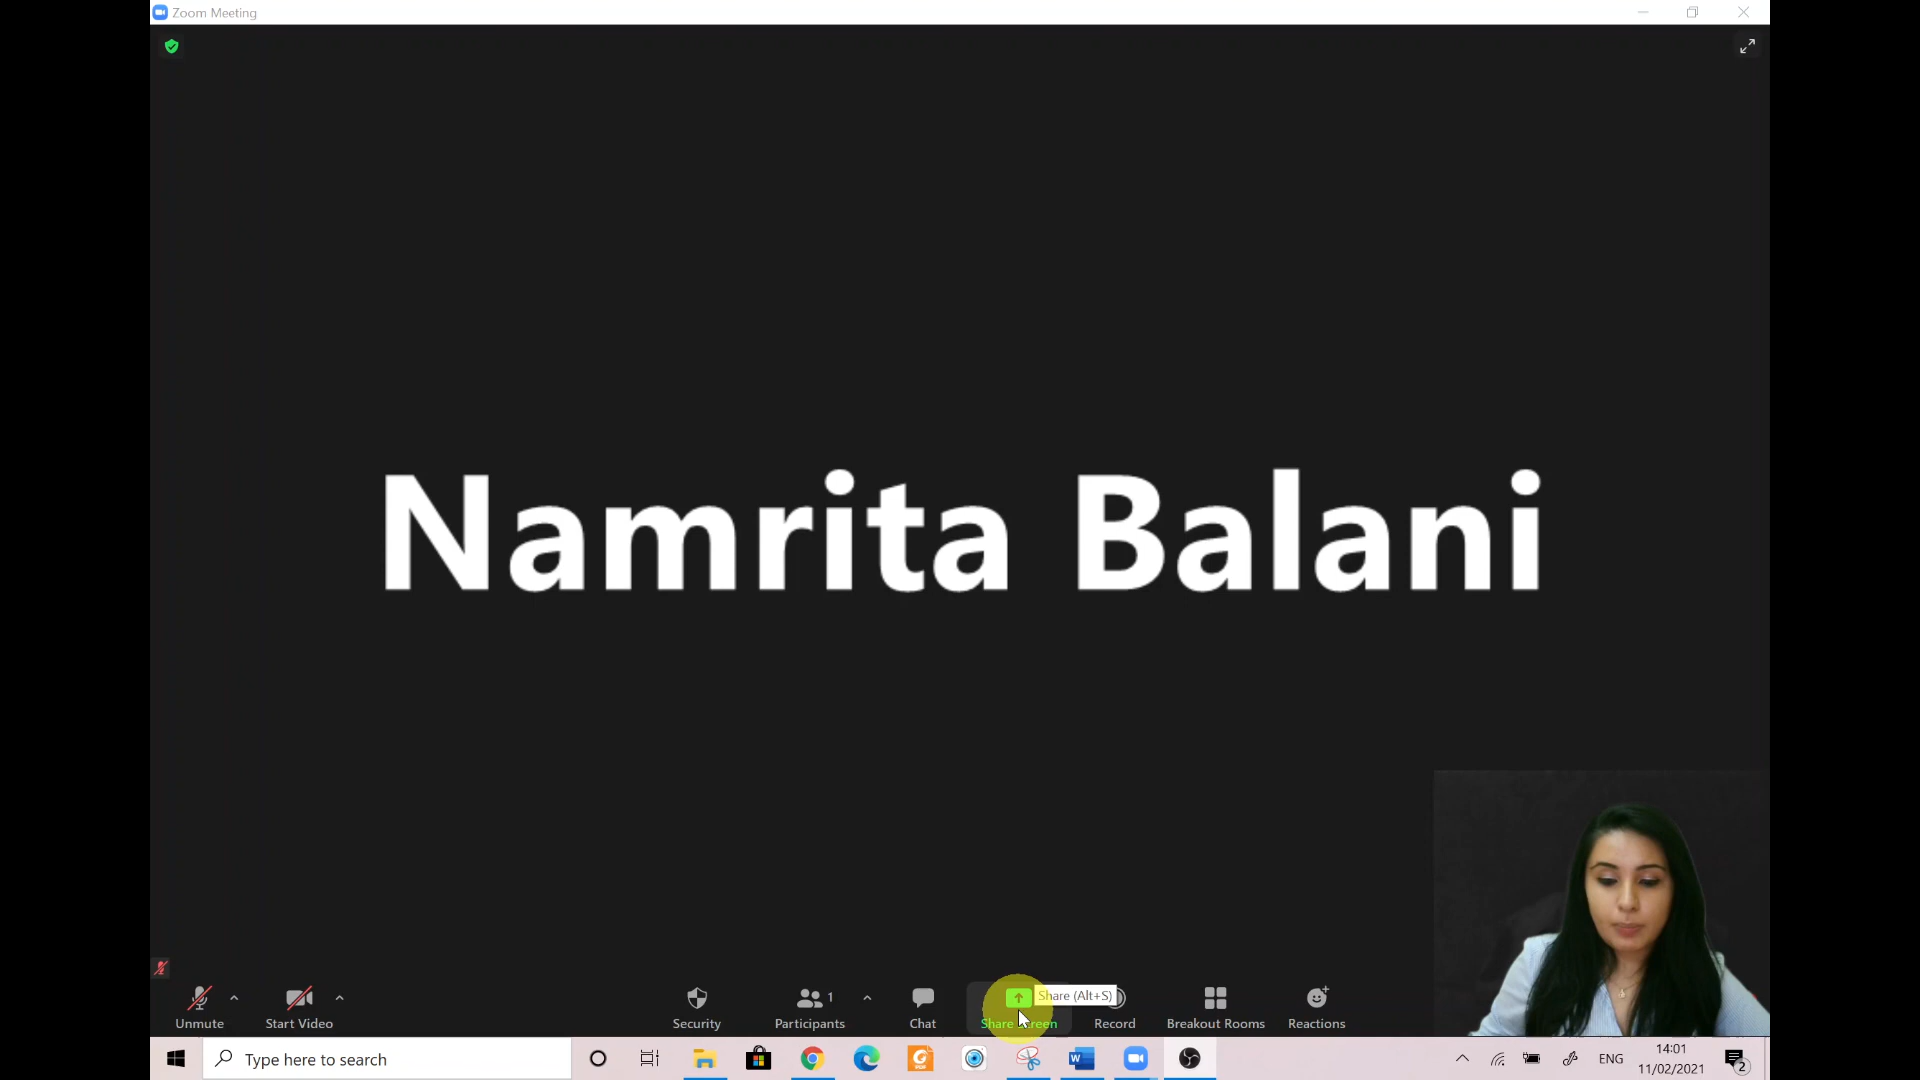 Zoom Meeting
Namrita Balani
Unmute
Start Video
Security
1
Participants
Chat
Share (Alt+S)
Share Screen
Record
Breakout Rooms
Reactions
Type here to search
ENG
14:01
11/02/2021
2